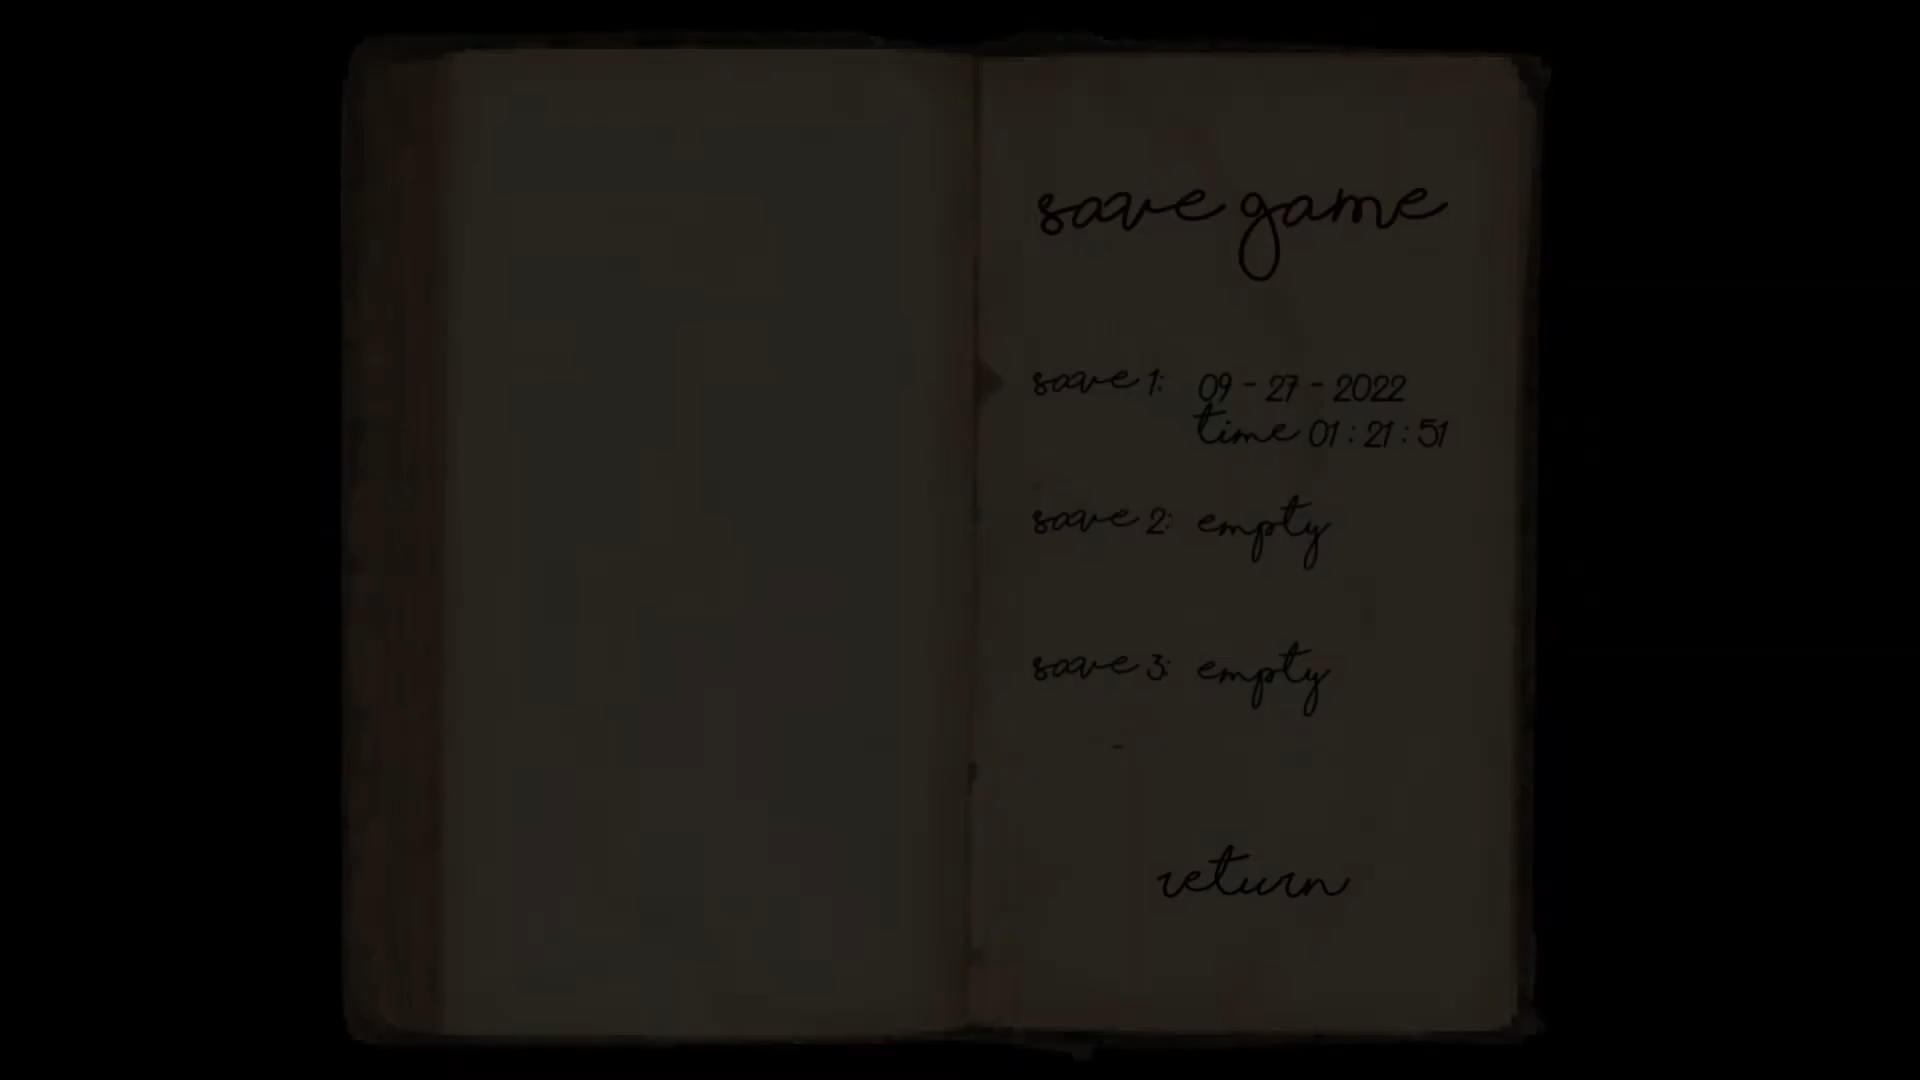 save game
save 1: 09 - 27 - 2022
time 01 : 21 : 51
save 2: empty
save 3: empty
return